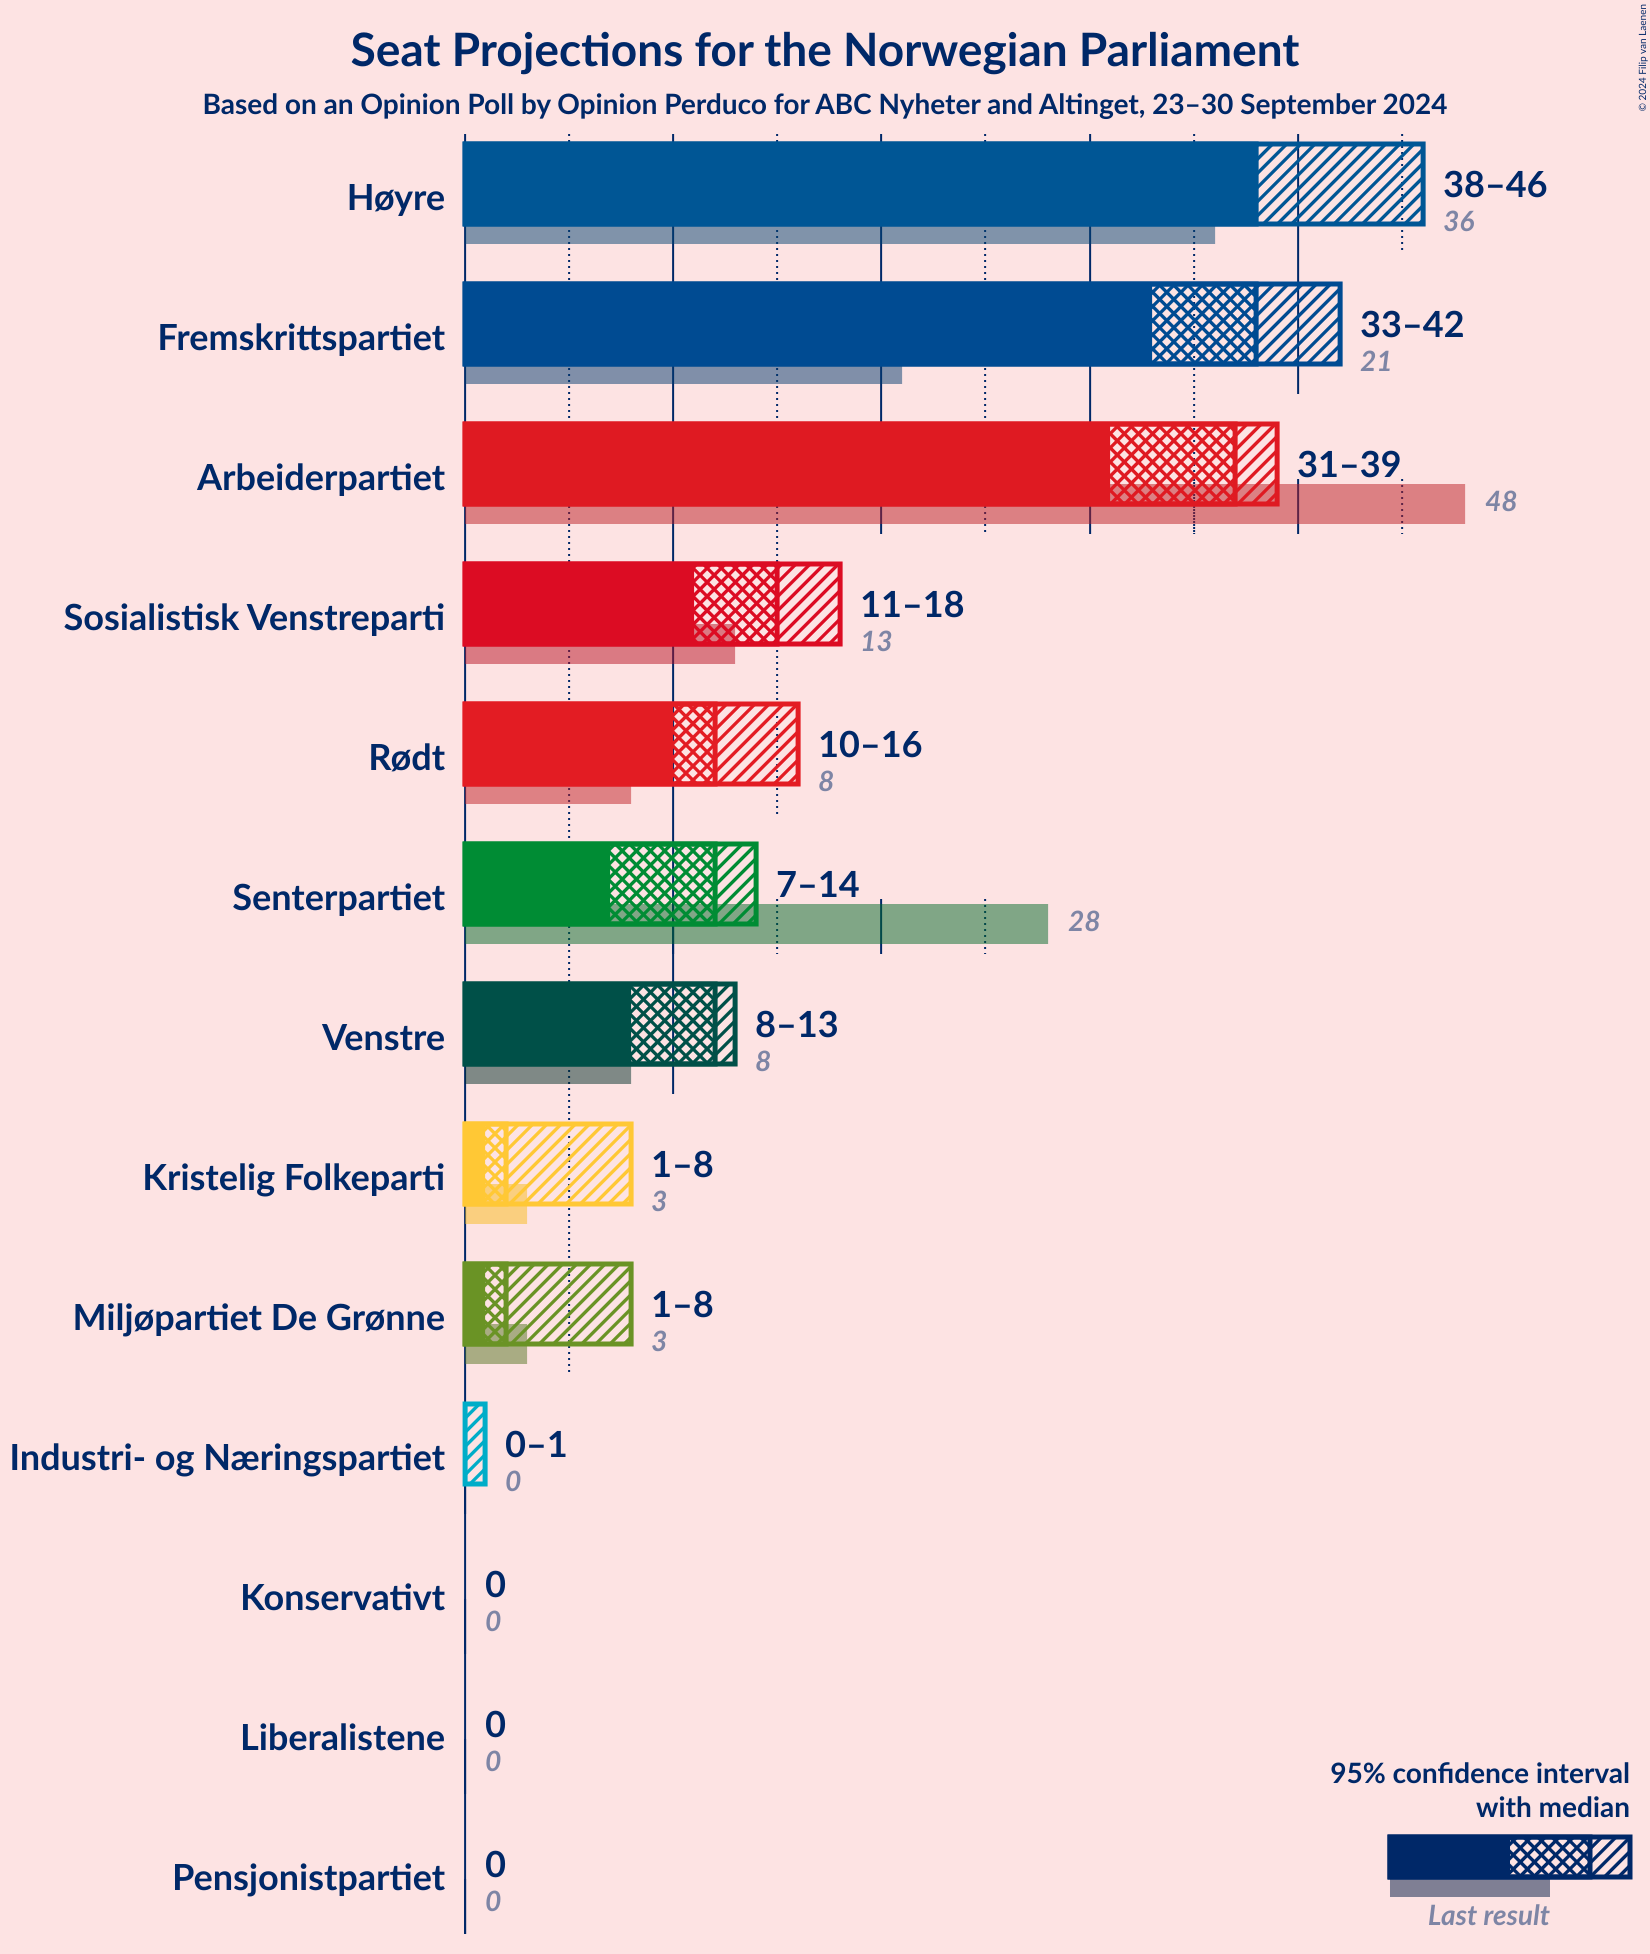 Seat Projections for the Norwegian Parliament
Based on an Opinion Poll by Opinion Perduco for ABC Nyheter and Altinget, 23–30 September 2024
© 2024 Filip van Laenen
Høyre
38–46
36
Fremskrittspartiet
33–42
21
Arbeiderpartiet
31–39
48
Sosialistisk Venstreparti
11–18
13
Rødt
10–16
8
Senterpartiet
7–14
28
Venstre
8–13
8
Kristelig Folkeparti
1–8
3
Miljøpartiet De Grønne
1–8
3
Industri- og Næringspartiet
0–1
0
Konservativt
0
0
Liberalistene
0
0
Pensjonistpartiet
0
0
95% confidence interval
with median
Last result